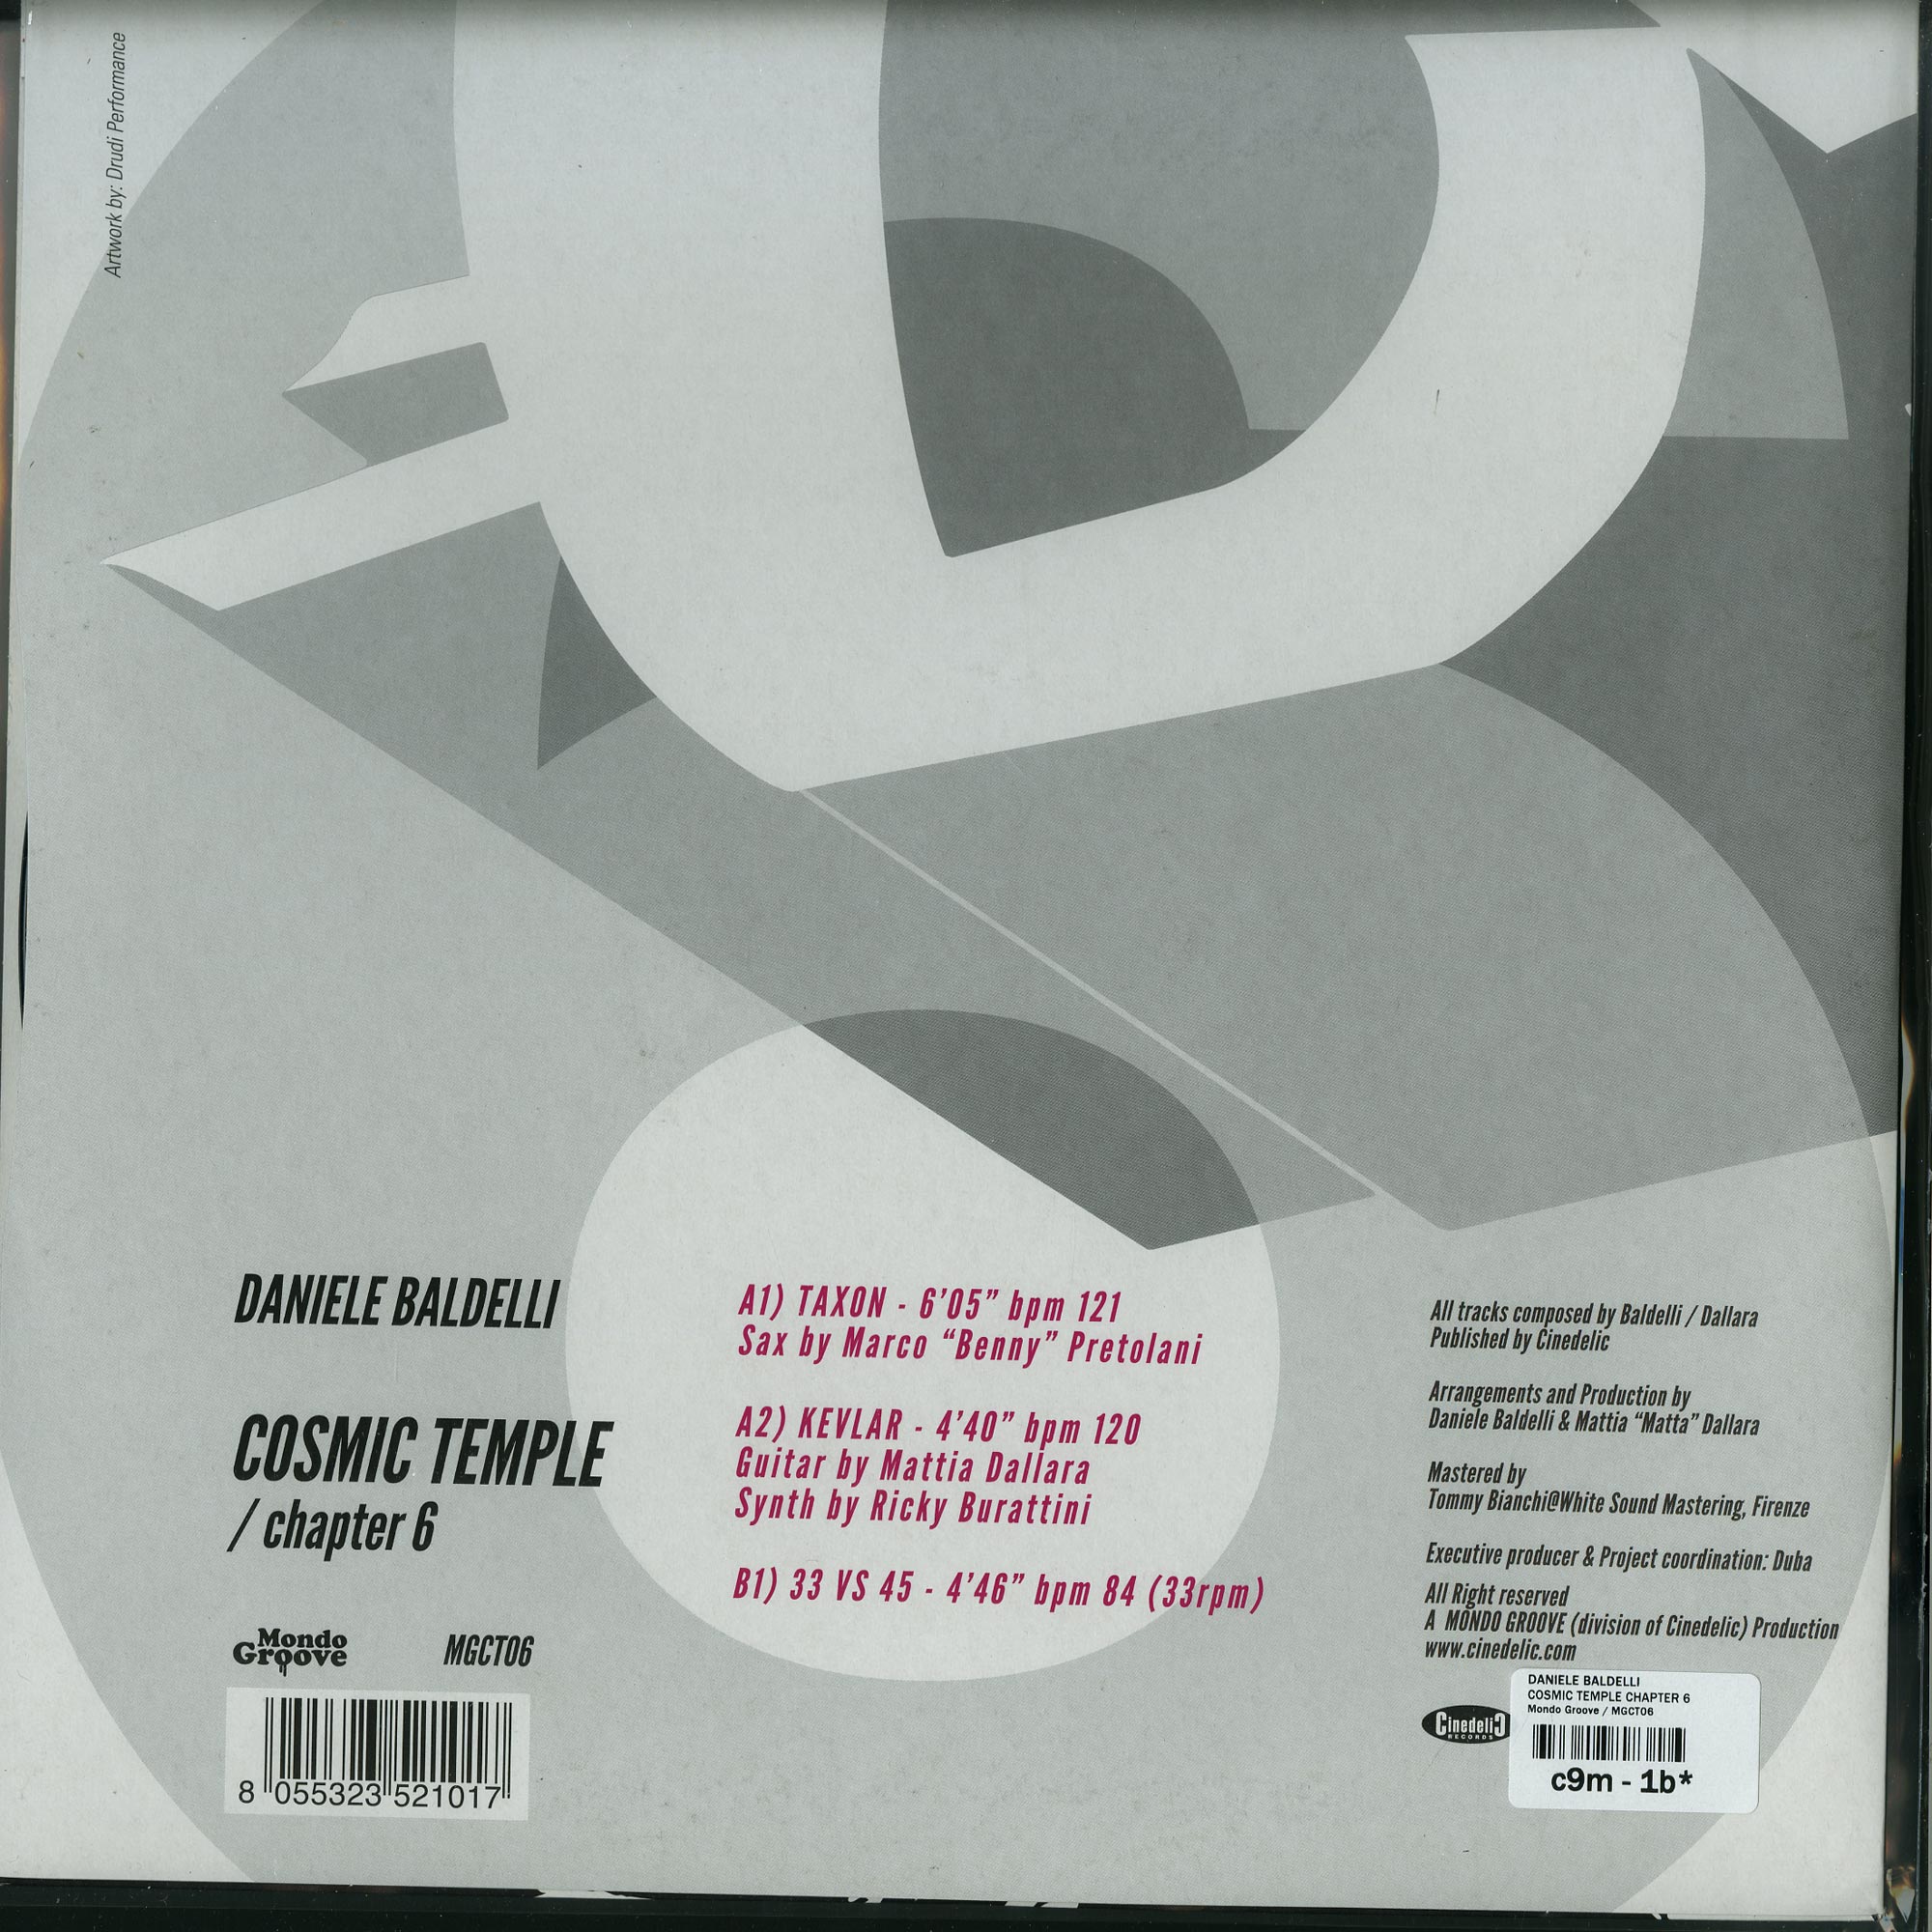 Artwork by: Drudi Performance
DANIELE BALDELLI
COSMIC TEMPLE
/ chapter 6
Mondo
Groove
MGCT06
8 055323 521017
A1) TAXON - 6'05” bpm 121
Sax by Marco “Benny” Pretolani
A2) KEVLAR - 4'40” bpm 120
Guitar by Mattia Dallara
Synth by Ricky Burattini
B1) 33 VS 45 - 4'46” bpm 84 (33rpm)
All tracks composed by Baldelli / Dallara
Published by Cinedelic
Arrangements and Production by
Daniele Baldelli & Mattia “Matta” Dallara
Mastered by
Tommy Bianchi@White Sound Mastering, Firenze
Executive producer & Project coordination: Duba
All Right reserved
A MONDO GROOVE (division of Cinedelic) Production
www.cinedelic.com
Cinedelic
RECORDS
DANIELE BALDELLI
COSMIC TEMPLE CHAPTER 6
Mondo Groove / MGCT06
c9m - 1b*